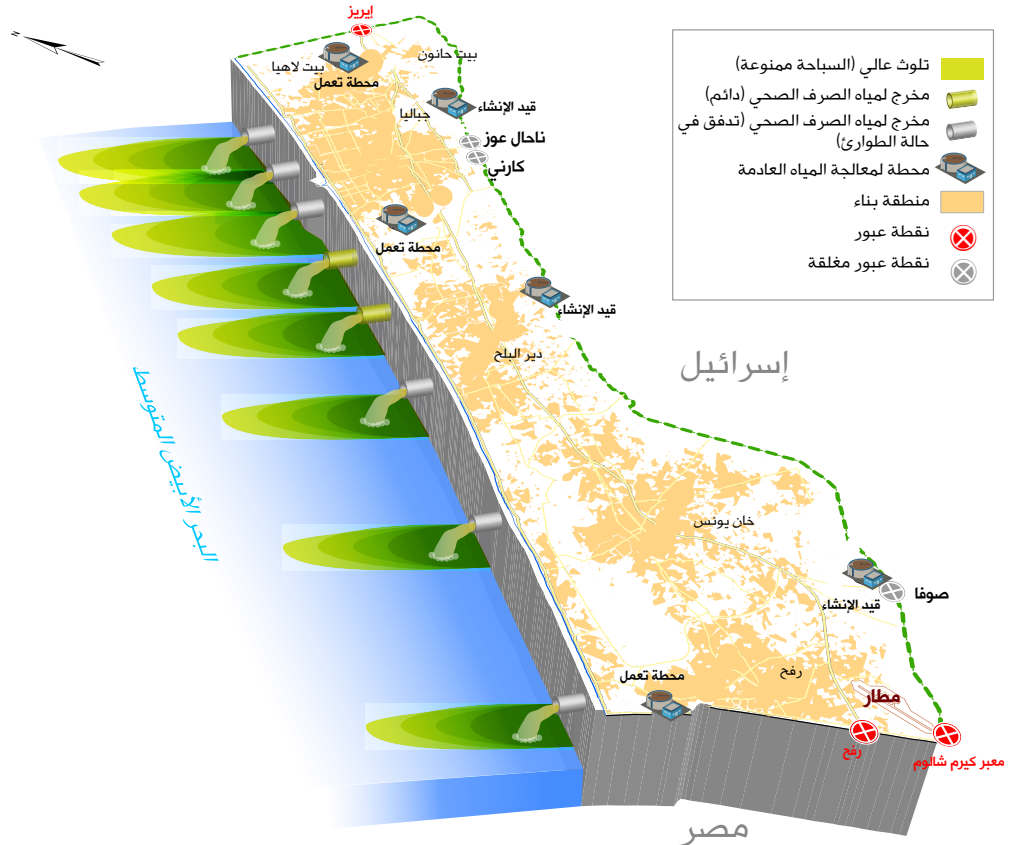 N
إيريز
بيت حانون
بيت لاهيا
محطة تعمل
قيد الإنشاء
جباليا
ناحال عوز
كارني
محطة تعمل
قيد الإنشاء
دير البلح
إسرائيل
البحر الأبيض المتوسط
خان يونس
صوفا
قيد الإنشاء
رفح
محطة تعمل
مطار
رفح
معبر كيرم شالوم
مصر
تلوث عالي (السباحة ممنوعة)
مخرج لمياه الصرف الصحي (دائم)
مخرج لمياه الصرف الصحي (تدفق في
حالة الطوارئ)
محطة لمعالجة المياه العادمة
منطقة بناء
نقطة عبور
نقطة عبور مغلقة